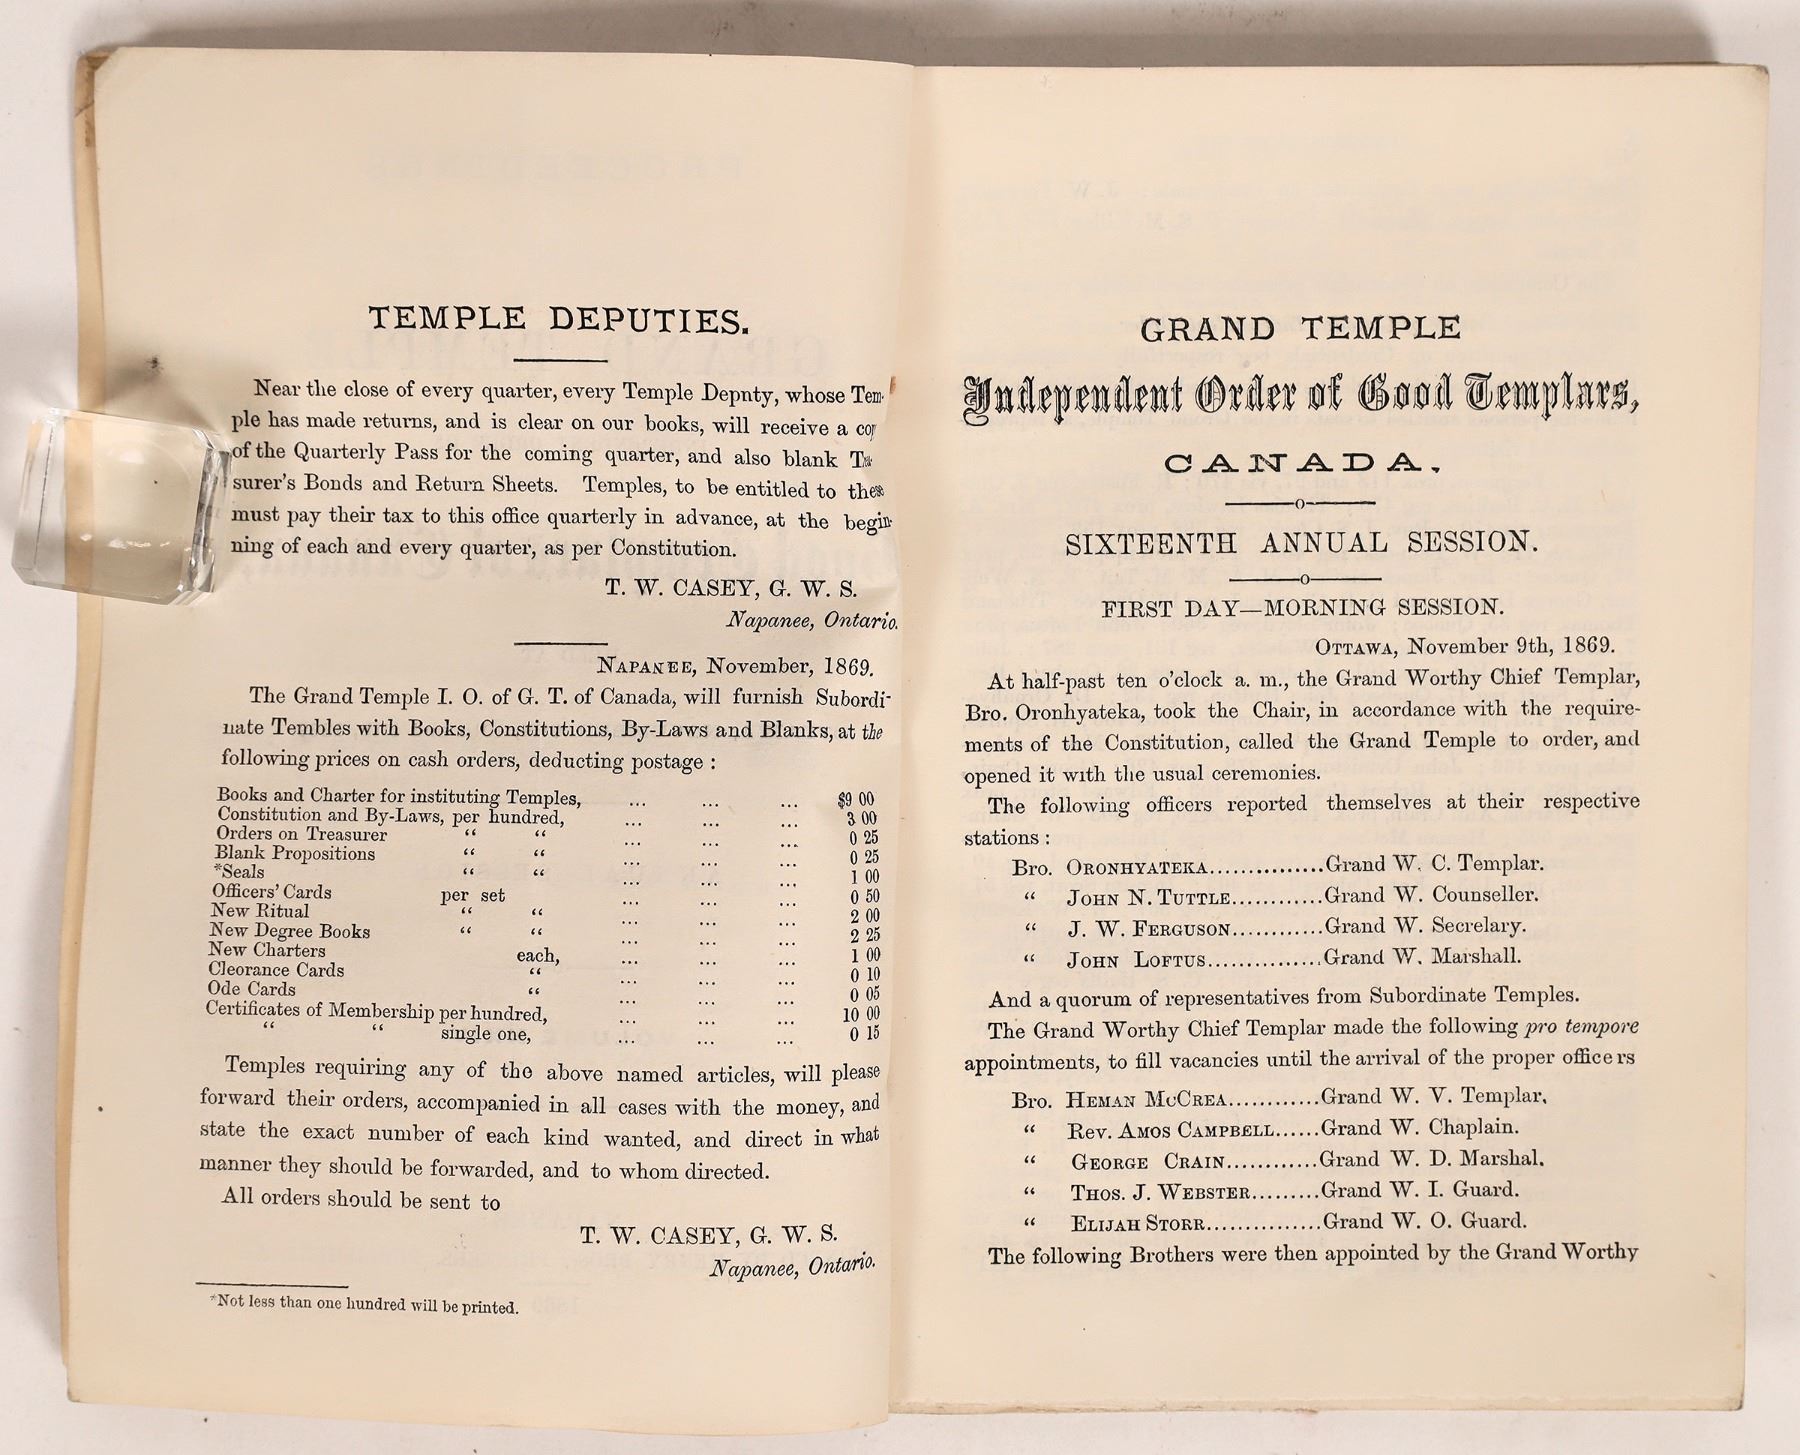 TEMPLE DEPUTIES.
Near the close of every quarter, every Temple Depnty, whose Tem-
ple has made returns, and is clear on our books, will receive a
of the Quarterly Pass for the coming quarter, and also blank
surer's Bonds and Return Sheets. Temples, to be entitled to these
must pay their tax to this office quarterly in advance, at the begin-
ning of each and every quarter, as per Constitution.
T. W. CASEY, G. W. S.
Napanee, Ontario.
NAPANEE, November, 1869.
The Grand Temple I. O. of G. T. of Canada, will furnish Subordi-
nate Tembles with Books, Constitutions, By-Laws and Blanks, at the
following prices on cash orders, deducting postage :
Books and Charter for instituting Temples, ... ... ... $9 00
Constitution and By-Laws, per hundred, ... ... ... 3 00
Orders on Treasurer “ “ ... ... ... 0 25
Blank Propositions “ “ ... ... ... 0 25
*Seals “ “ ... ... ... 1 00
Officers' Cards per set ... ... ... 0 50
New Ritual “ “ ... ... ... 2 00
New Degree Books “ “ ... ... ... 2 25
New Charters each, ... ... ... 1 00
Cleorance Cards “ ... ... ... 0 10
Ode Cards “ ... ... ... 0 05
Certificates of Membership per hundred, ... ... ... 10 00
“ “ single one, ... ... ... 0 15
Temples requiring any of the above named articles, will please
forward their orders, accompanied in all cases with the money, and
state the exact number of each kind wanted, and direct in what
manner they should be forwarded, and to whom directed.
All orders should be sent to
T. W. CASEY, G. W. S.
Napanee, Ontario.
*Not less than one hundred will be printed.
GRAND TEMPLE
Independent Order of Good Templars,
CANADA.
SIXTEENTH ANNUAL SESSION.
FIRST DAY—MORNING SESSION.
OTTAWA, November 9th, 1869.
At half-past ten o'clock a. m., the Grand Worthy Chief Templar,
Bro. Oronhyateka, took the Chair, in accordance with the require-
ments of the Constitution, called the Grand Temple to order, and
opened it with the usual ceremonies.
The following officers reported themselves at their respective
stations :
Bro. ORONHYATEKA................Grand W. C. Templar.
“ JOHN N. TUTTLE............Grand W. Counseller.
“ J. W. FERGUSON............Grand W. Secrelary.
“ JOHN LOFTUS................Grand W. Marshall.
And a quorum of representatives from Subordinate Temples.
The Grand Worthy Chief Templar made the following pro tempore
appointments, to fill vacancies until the arrival of the proper officers
Bro. HEMAN McCREA............Grand W. V. Templar.
“ REV. AMOS CAMPBELL......Grand W. Chaplain.
“ GEORGE CRAIN............Grand W. D. Marshal.
“ THOS. J. WEBSTER.........Grand W. I. Guard.
“ ELIJAH STORR...............Grand W. O. Guard.
The following Brothers were then appointed by the Grand Worthy